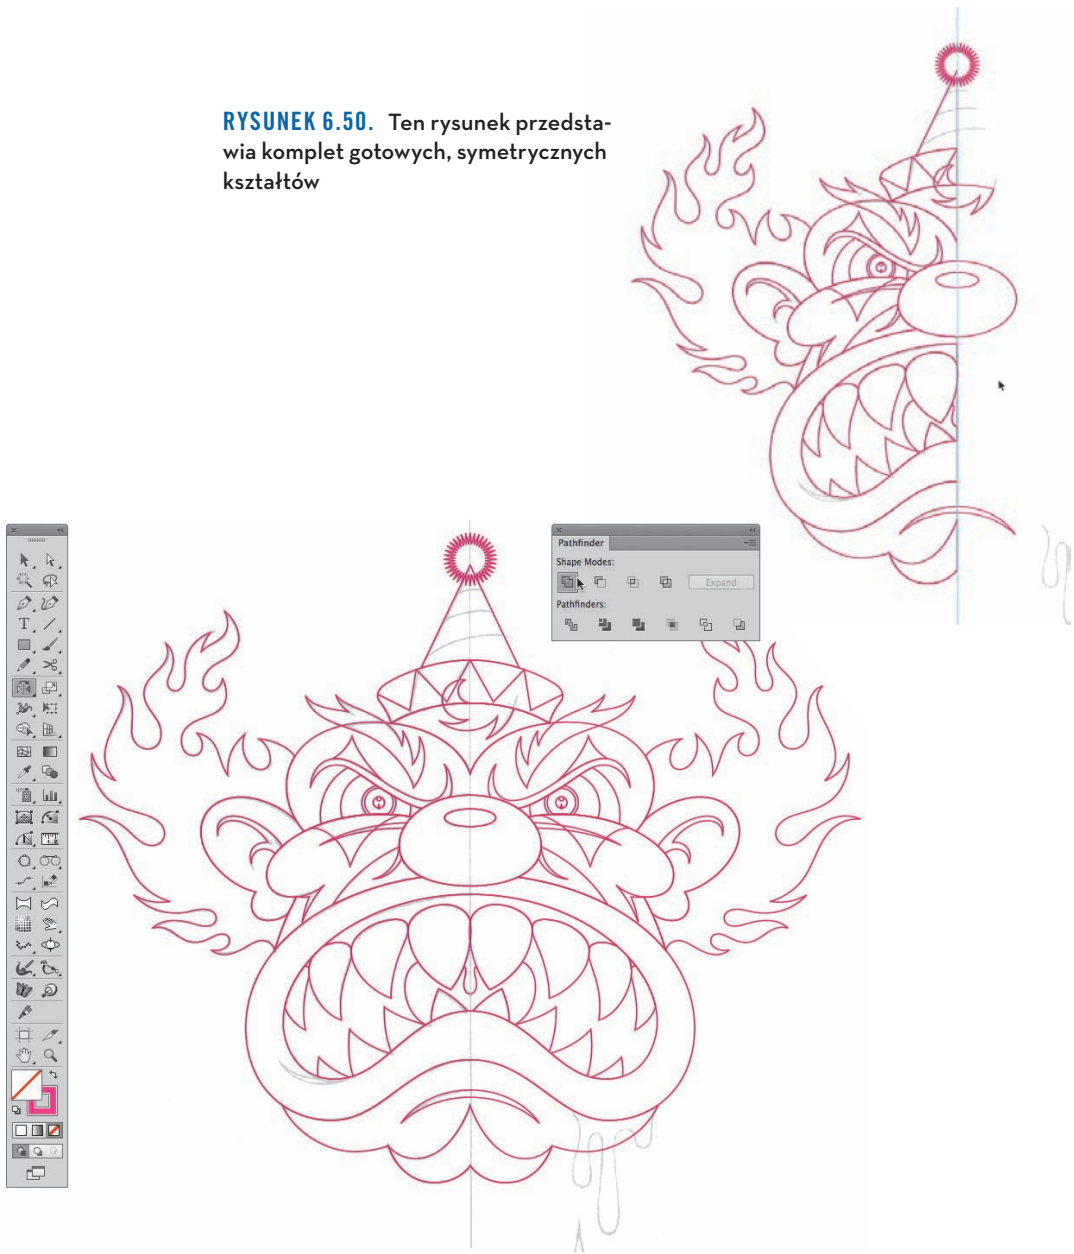 RYSUNEK 6.50. Ten rysunek przedsta-
wia komplet gotowych, symetrycznych
kształtów
Pathfinder
Shape Modes:
Expand
Pathfinders: